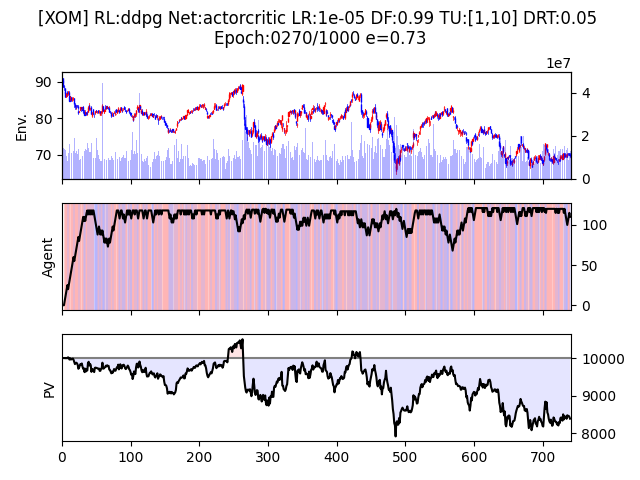 [XOM] RL:ddpg Net:actorcritic LR:1e-05 DF:0.99 TU:[1,10] DRT:0.05
Epoch:0270/1000 e=0.73
1e7
90
80
70
Env.
4
2
0
Agent
100
50
0
PV
10000
9000
8000
0 100 200 300 400 500 600 700